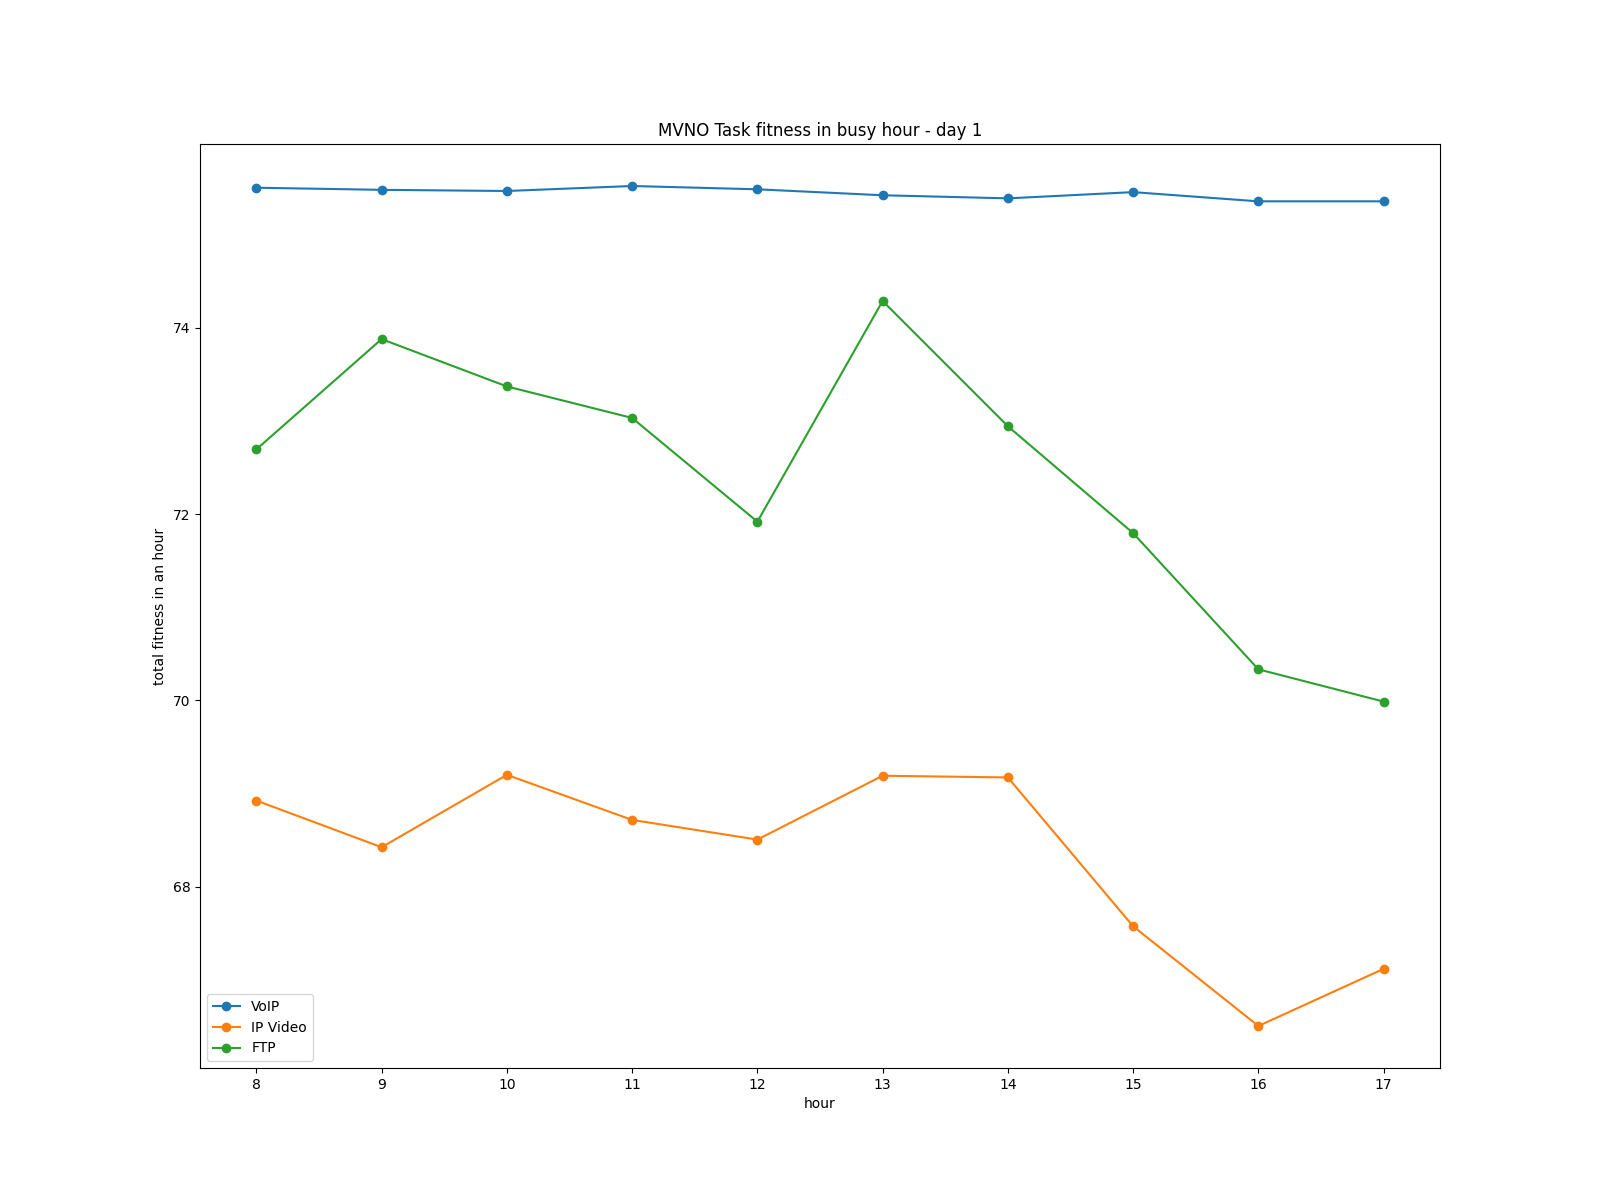 MVNO Task fitness in busy hour - day 1
total fitness in an hour
74
72
70
68
VoIP
IP Video
FTP
8 9 10 11 12 13 14 15 16 17
hour